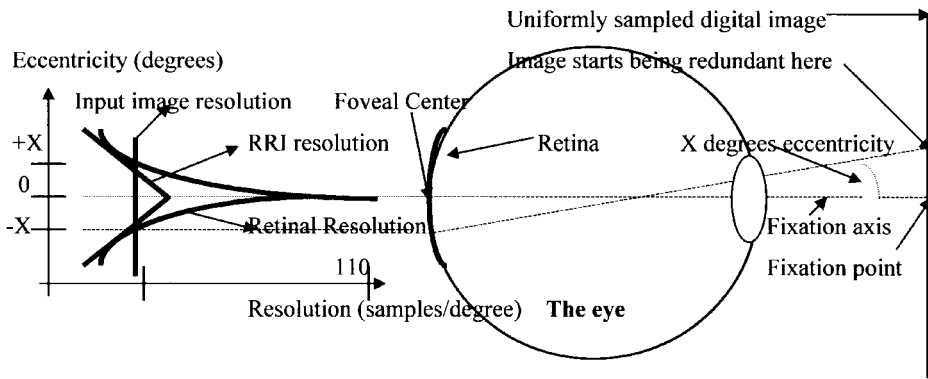 Uniformly sampled digital image
Eccentricity (degrees)
Image starts being redundant here
Input image resolution
Foveal Center
+X
RRI resolution
Retina
X degrees eccentricity
0
-X
Retinal Resolution
Fixation axis
110
Fixation point
Resolution (samples/degree)
The eye